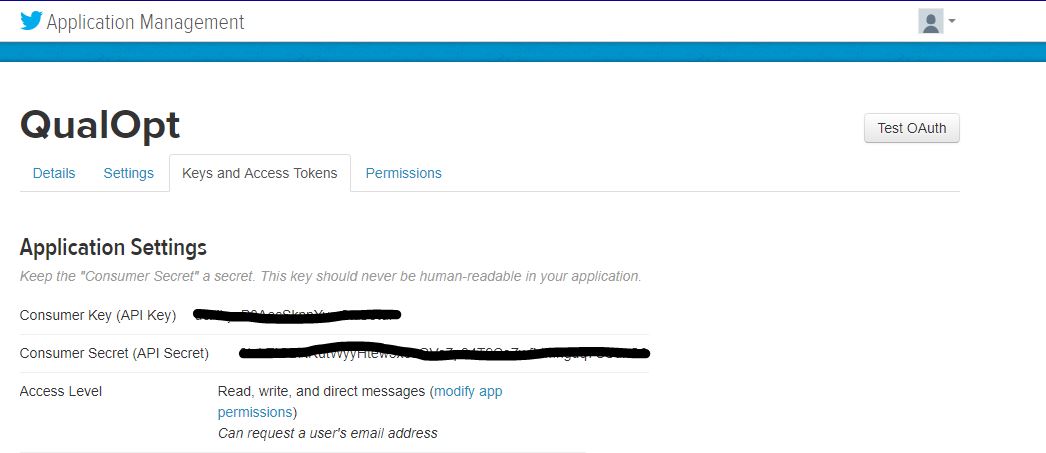 Application Management
QualOpt
Test OAuth
Details
Settings
Keys and Access Tokens
Permissions
Application Settings
Keep the "Consumer Secret" a secret. This key should never be human-readable in your application.
Consumer Key (API Key)
Consumer Secret (API Secret)
Access Level
Read, write, and direct messages (modify app
permissions)
Can request a user's email address